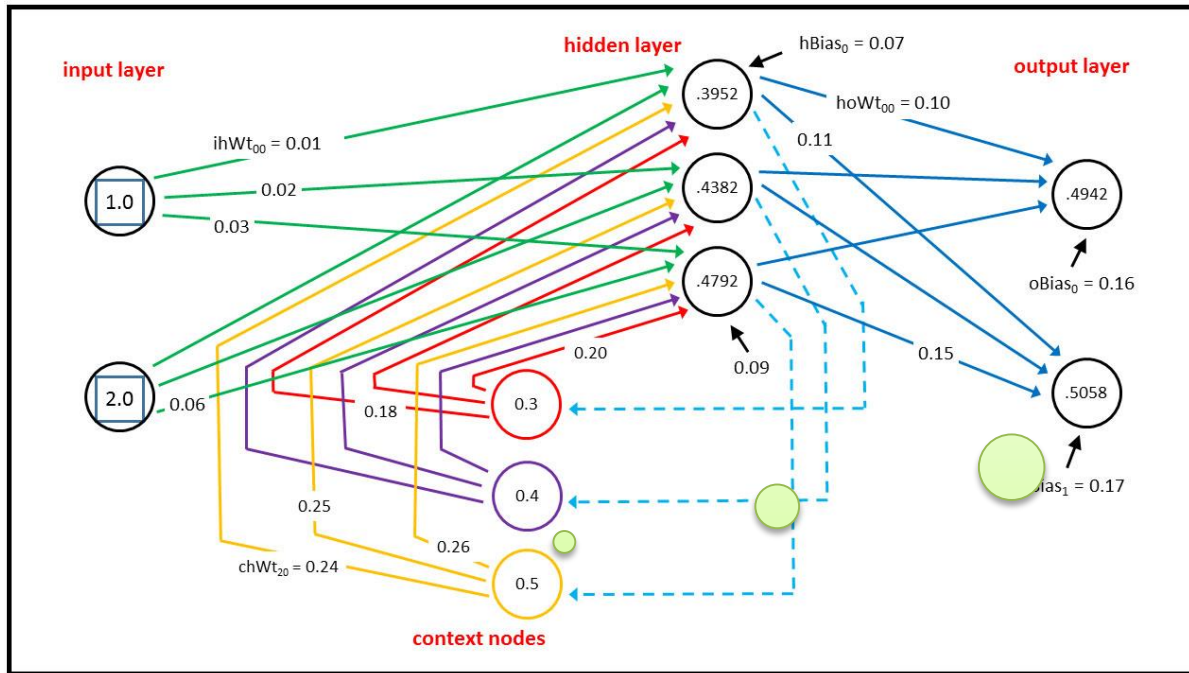 input layer
hidden layer
hBias₀ = 0.07
output layer
.3952
hoWt₀₀ = 0.10
ihWt₀₀ = 0.01
0.11
1.0
0.02
.4382
.4942
0.03
.4792
oBias₀ = 0.16
0.20
0.09
0.15
2.0
0.06
0.18
0.3
.5058
0.4
ias₁ = 0.17
0.25
0.26
chWt₂₀ = 0.24
0.5
context nodes